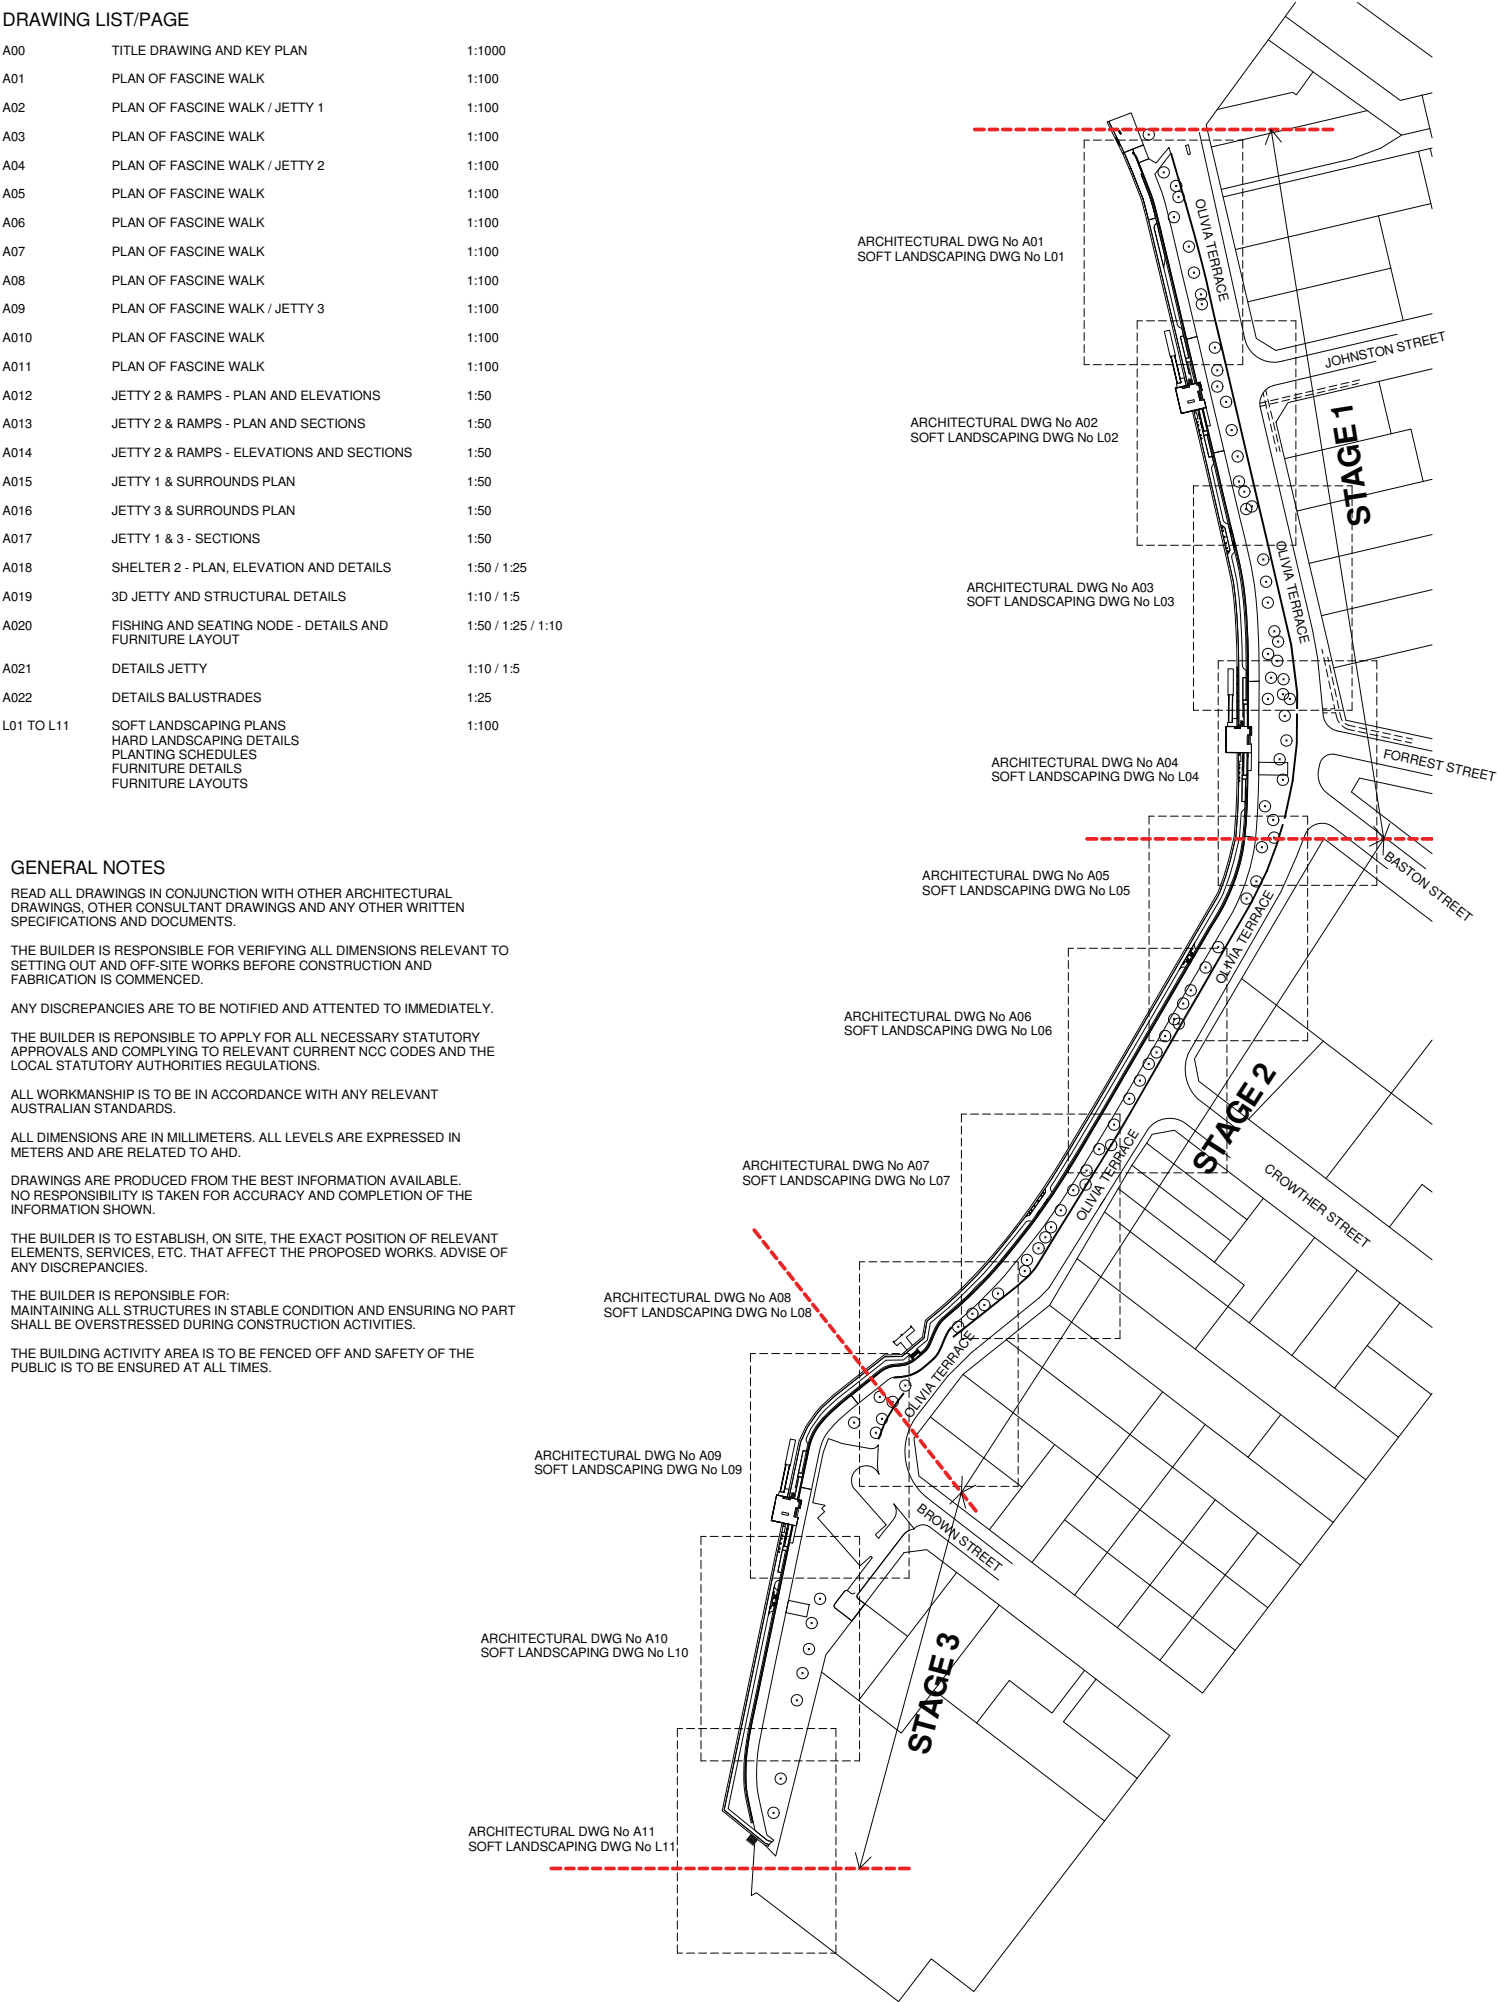 DRAWING LIST/PAGE
A00 TITLE DRAWING AND KEY PLAN 1:1000
A01 PLAN OF FASCINE WALK 1:100
A02 PLAN OF FASCINE WALK / JETTY 1 1:100
A03 PLAN OF FASCINE WALK 1:100
A04 PLAN OF FASCINE WALK / JETTY 2 1:100
A05 PLAN OF FASCINE WALK 1:100
A06 PLAN OF FASCINE WALK 1:100
A07 PLAN OF FASCINE WALK 1:100
A08 PLAN OF FASCINE WALK 1:100
A09 PLAN OF FASCINE WALK / JETTY 3 1:100
A010 PLAN OF FASCINE WALK 1:100
A011 PLAN OF FASCINE WALK 1:100
A012 JETTY 2 & RAMPS - PLAN AND ELEVATIONS 1:50
A013 JETTY 2 & RAMPS - PLAN AND SECTIONS 1:50
A014 JETTY 2 & RAMPS - ELEVATIONS AND SECTIONS 1:50
A015 JETTY 1 & SURROUNDS PLAN 1:50
A016 JETTY 3 & SURROUNDS PLAN 1:50
A017 JETTY 1 & 3 - SECTIONS 1:50
A018 SHELTER 2 - PLAN, ELEVATION AND DETAILS 1:50 / 1:25
A019 3D JETTY AND STRUCTURAL DETAILS 1:10 / 1:5
A020 FISHING AND SEATING NODE - DETAILS AND 1:50 / 1:25 / 1:10
FURNITURE LAYOUT
A021 DETAILS JETTY 1:10 / 1:5
A022 DETAILS BALUSTRADES 1:25
L01 TO L11 SOFT LANDSCAPING PLANS 1:100
HARD LANDSCAPING DETAILS
PLANTING SCHEDULES
FURNITURE DETAILS
FURNITURE LAYOUTS
GENERAL NOTES
READ ALL DRAWINGS IN CONJUNCTION WITH OTHER ARCHITECTURAL
DRAWINGS, OTHER CONSULTANT DRAWINGS AND ANY OTHER WRITTEN
SPECIFICATIONS AND DOCUMENTS.
THE BUILDER IS RESPONSIBLE FOR VERIFYING ALL DIMENSIONS RELEVANT TO
SETTING OUT AND OFF-SITE WORKS BEFORE CONSTRUCTION AND
FABRICATION IS COMMENCED.
ANY DISCREPANCIES ARE TO BE NOTIFIED AND ATTENTED TO IMMEDIATELY.
THE BUILDER IS REPONSIBLE TO APPLY FOR ALL NECESSARY STATUTORY
APPROVALS AND COMPLYING TO RELEVANT CURRENT NCC CODES AND THE
LOCAL STATUTORY AUTHORITIES REGULATIONS.
ALL WORKMANSHIP IS TO BE IN ACCORDANCE WITH ANY RELEVANT
AUSTRALIAN STANDARDS.
ALL DIMENSIONS ARE IN MILLIMETERS. ALL LEVELS ARE EXPRESSED IN
METERS AND ARE RELATED TO AHD.
DRAWINGS ARE PRODUCED FROM THE BEST INFORMATION AVAILABLE.
NO RESPONSIBILITY IS TAKEN FOR ACCURACY AND COMPLETION OF THE
INFORMATION SHOWN.
THE BUILDER IS TO ESTABLISH, ON SITE, THE EXACT POSITION OF RELEVANT
ELEMENTS, SERVICES, ETC. THAT AFFECT THE PROPOSED WORKS. ADVISE OF
ANY DISCREPANCIES.
THE BUILDER IS REPONSIBLE FOR:
MAINTAINING ALL STRUCTURES IN STABLE CONDITION AND ENSURING NO PART
SHALL BE OVERSTRESSED DURING CONSTRUCTION ACTIVITIES.
THE BUILDING ACTIVITY AREA IS TO BE FENCED OFF AND SAFETY OF THE
PUBLIC IS TO BE ENSURED AT ALL TIMES.
ARCHITECTURAL DWG No A01
SOFT LANDSCAPING DWG No L01
OLIVIA TERRACE
JOHNSTON STREET
ARCHITECTURAL DWG No A02
SOFT LANDSCAPING DWG No L02
STAGE 1
OLIVIA TERRACE
ARCHITECTURAL DWG No A03
SOFT LANDSCAPING DWG No L03
ARCHITECTURAL DWG No A04
SOFT LANDSCAPING DWG No L04
FORREST STREET
BASTON STREET
ARCHITECTURAL DWG No A05
SOFT LANDSCAPING DWG No L05
OLIVIA TERRACE
ARCHITECTURAL DWG No A06
SOFT LANDSCAPING DWG No L06
STAGE 2
ARCHITECTURAL DWG No A07
SOFT LANDSCAPING DWG No L07
OLIVIA TERRACE
CROWTHER STREET
ARCHITECTURAL DWG No A08
SOFT LANDSCAPING DWG No L08
OLIVIA TERRACE
ARCHITECTURAL DWG No A09
SOFT LANDSCAPING DWG No L09
BROWN STREET
ARCHITECTURAL DWG No A10
SOFT LANDSCAPING DWG No L10
STAGE 3
ARCHITECTURAL DWG No A11
SOFT LANDSCAPING DWG No L11